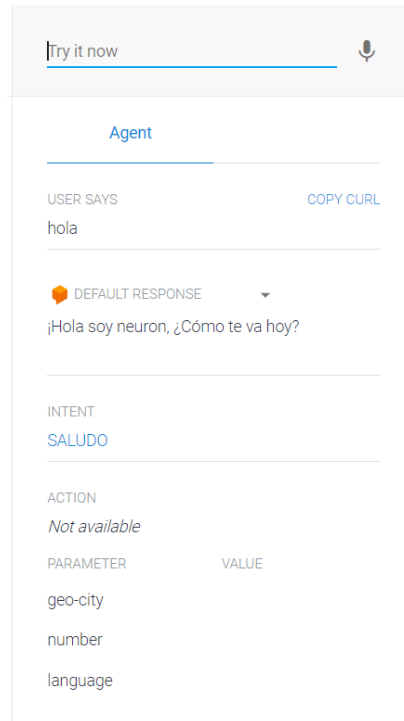 Try it now
Agent
USER SAYS COPY CURL
hola
DEFAULT RESPONSE
¡Hola soy neuron, ¿Cómo te va hoy?
INTENT
SALUDO
ACTION
Not available
PARAMETER VALUE
geo-city
number
language